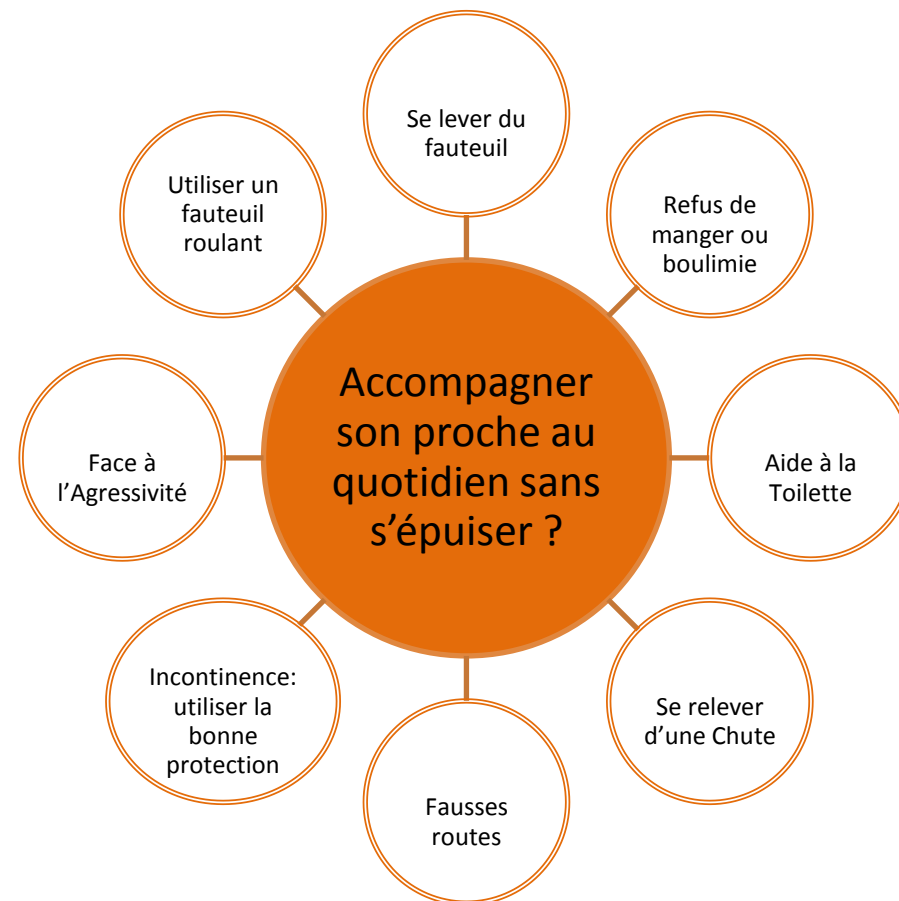 Se lever du
fauteuil
Refus de
manger ou
boulimie
Aide à la
Toilette
Se relever
d’une Chute
Fausses
routes
Incontinence:
utiliser la
bonne
protection
Face à
l’Agressivité
Utiliser un
fauteuil
roulant
Accompagner
son proche au
quotidien sans
s’épuiser ?